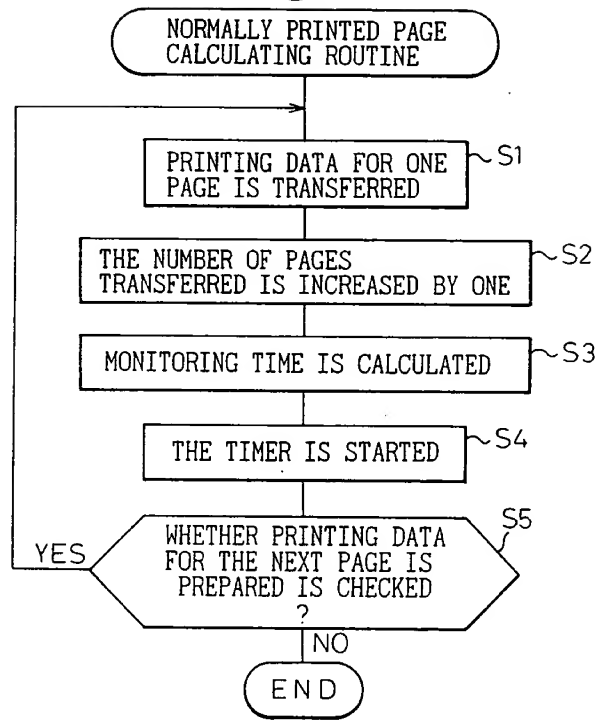 NORMALLY PRINTED PAGE
CALCULATING ROUTINE
PRINTING DATA FOR ONE
PAGE IS TRANSFERRED
S1
THE NUMBER OF PAGES
TRANSFERRED IS INCREASED BY ONE
S2
MONITORING TIME IS CALCULATED
S3
THE TIMER IS STARTED
S4
WHETHER PRINTING DATA
FOR THE NEXT PAGE IS
PREPARED IS CHECKED
?
S5
YES
NO
END